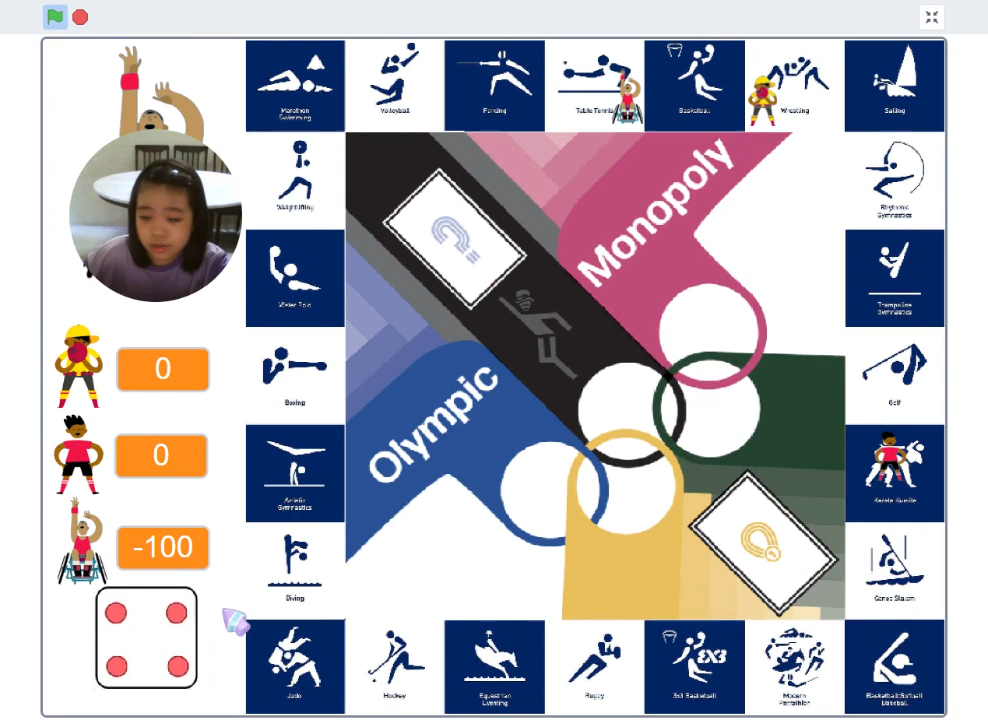 Marathon
Swimming
Volleyball
Fencing
Table Tennis
Basketball
Wrestling
Sailing
Weightlifting
Rhythmic
Gymnastics
Monopoly
Water Polo
Trampoline
Gymnastics
0
Boxing
Golf
Olympic
0
Artistic
Gymnastics
Karate Kumite
-100
Diving
Canoe Slalom
Judo
Hockey
Equestrian
Eventing
Rugby
3X3
3x3 Basketball
Modern
Pentathlon
Basketball/Softball
Baseball